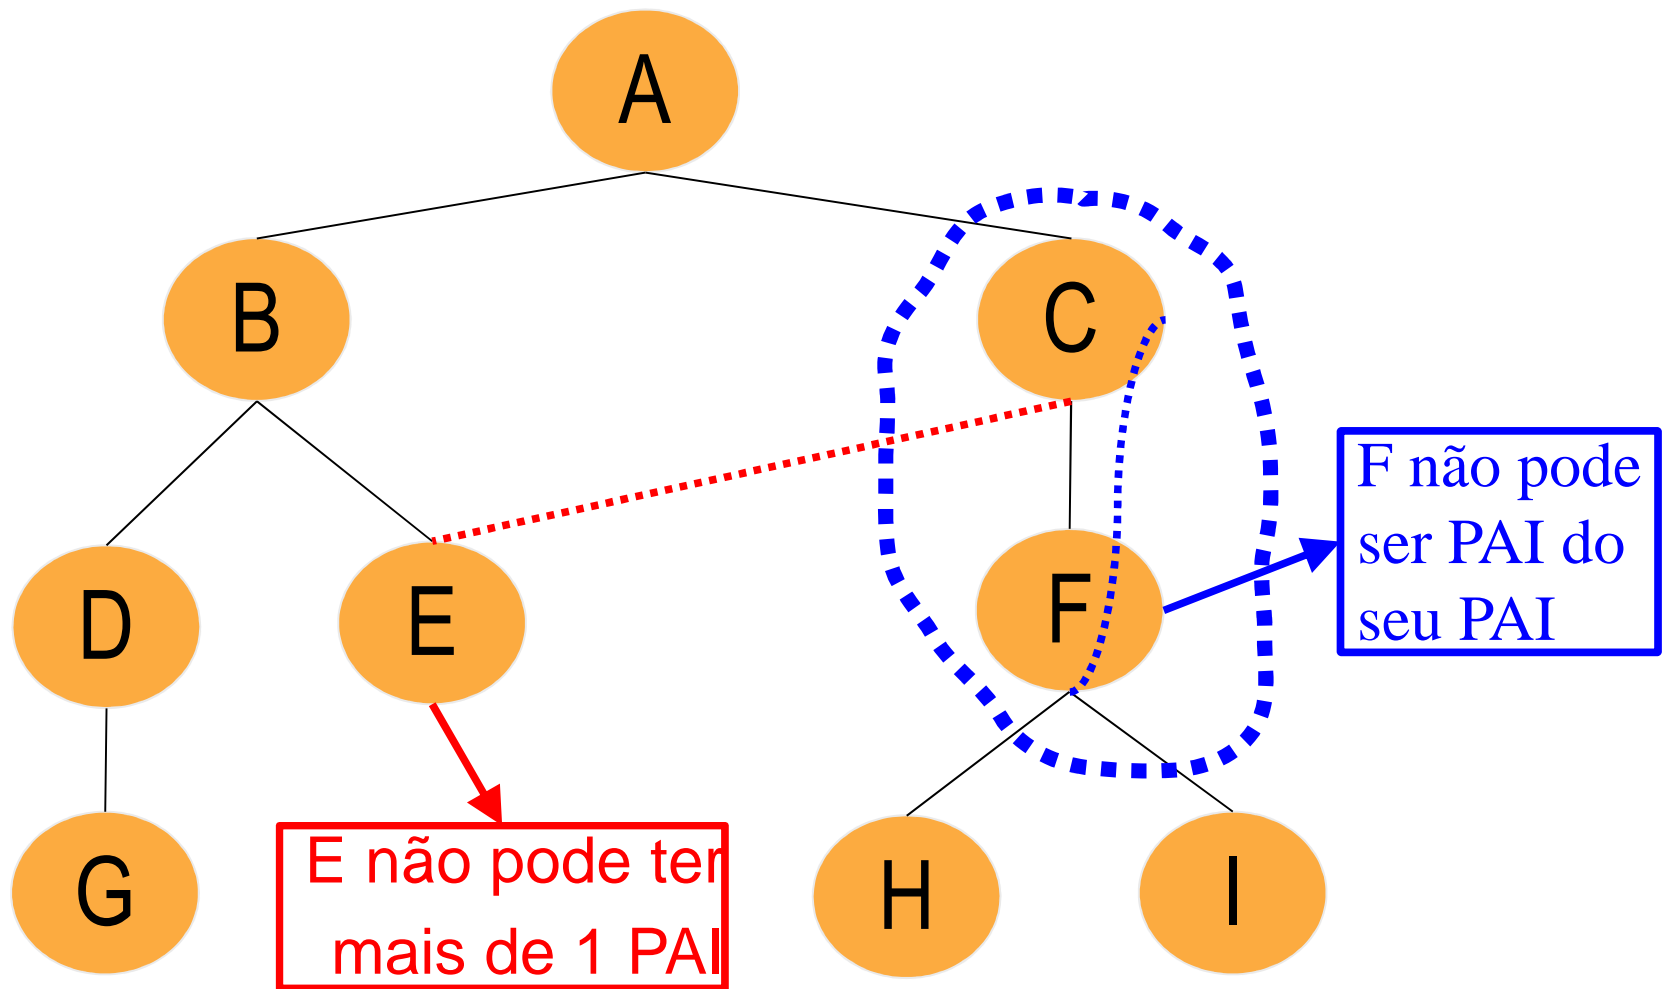 A
B
C
F não pode
ser PAI do
seu PAI
D
E
F
E não pode ter
mais de 1 PAI
G
H
I